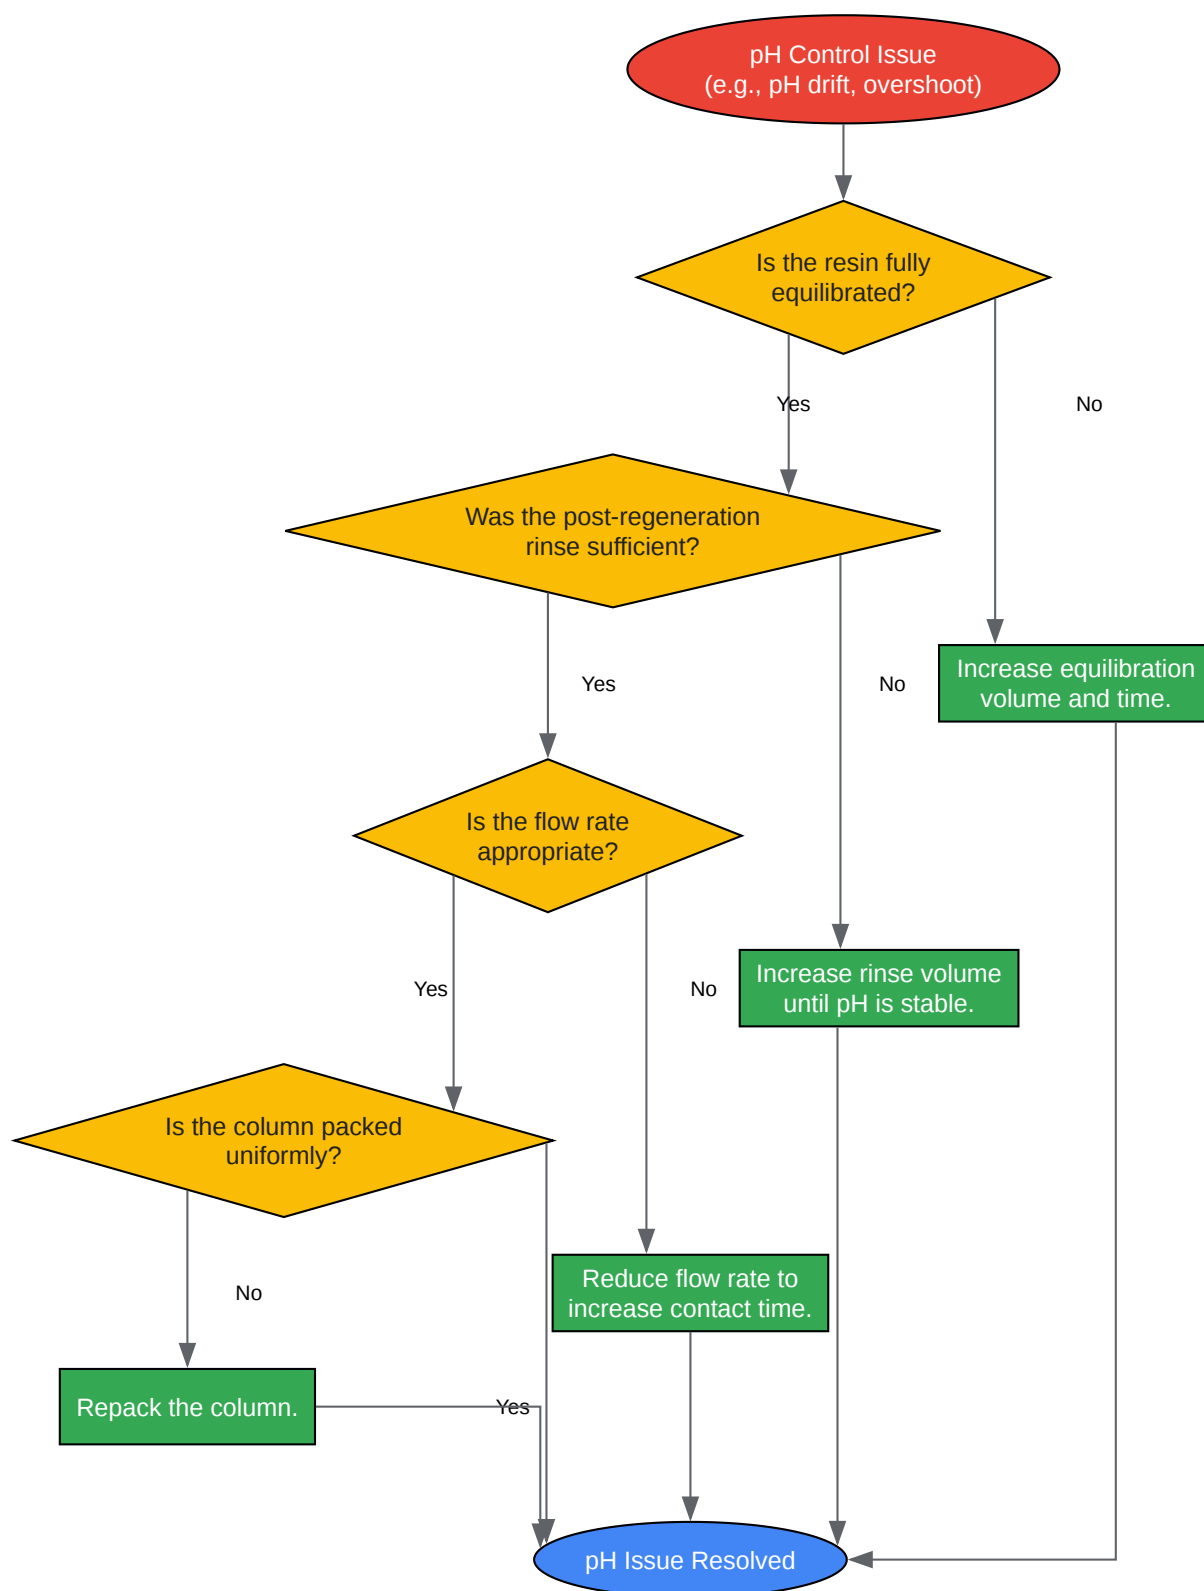 pH Control Issue
(e.g., pH drift, overshoot)
Is the resin fully
equilibrated?
Yes
No
Was the post-regeneration
rinse sufficient?
Increase equilibration
volume and time.
Yes
No
Is the flow rate
appropriate?
Yes
No
Increase rinse volume
until pH is stable.
Is the column packed
uniformly?
No
Reduce flow rate to
increase contact time.
Repack the column.
Yes
pH Issue Resolved